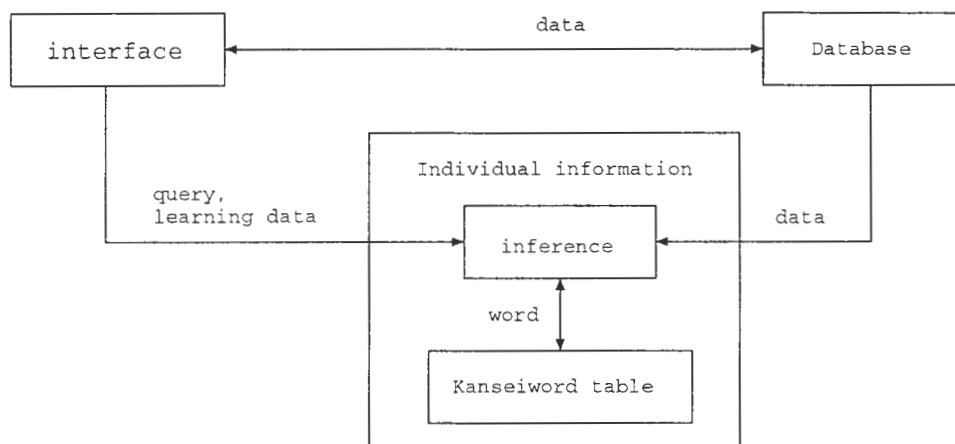 data
interface
Database
Individual information
query,
learning data
data
inference
word
Kanseiword table